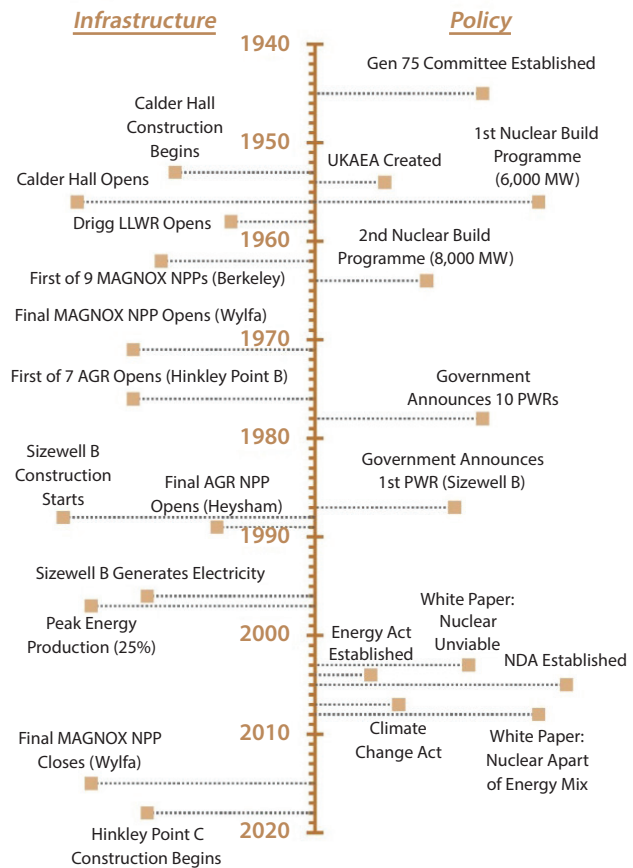 Infrastructure
Policy
1940
Gen 75 Committee Established
Calder Hall
Construction
Begins
1950
1st Nuclear Build
Programme
(6,000 MW)
UKAEA Created
Calder Hall Opens
Drigg LLWR Opens
1960
2nd Nuclear Build
Programme (8,000 MW)
First of 9 MAGNOX NPPs (Berkeley)
Final MAGNOX NPP Opens (Wylfa)
1970
First of 7 AGR Opens (Hinkley Point B)
Government
Announces 10 PWRs
1980
Sizewell B
Construction
Starts
Final AGR NPP
Opens (Heysham)
Government Announces
1st PWR (Sizewell B)
1990
Sizewell B Generates Electricity
Peak Energy
Production (25%)
2000
White Paper:
Nuclear
Unviable
Energy Act
Established
NDA Established
2010
Climate
Change Act
White Paper:
Nuclear Apart
of Energy Mix
Final MAGNOX NPP
Closes (Wylfa)
2020
Hinkley Point C
Construction Begins